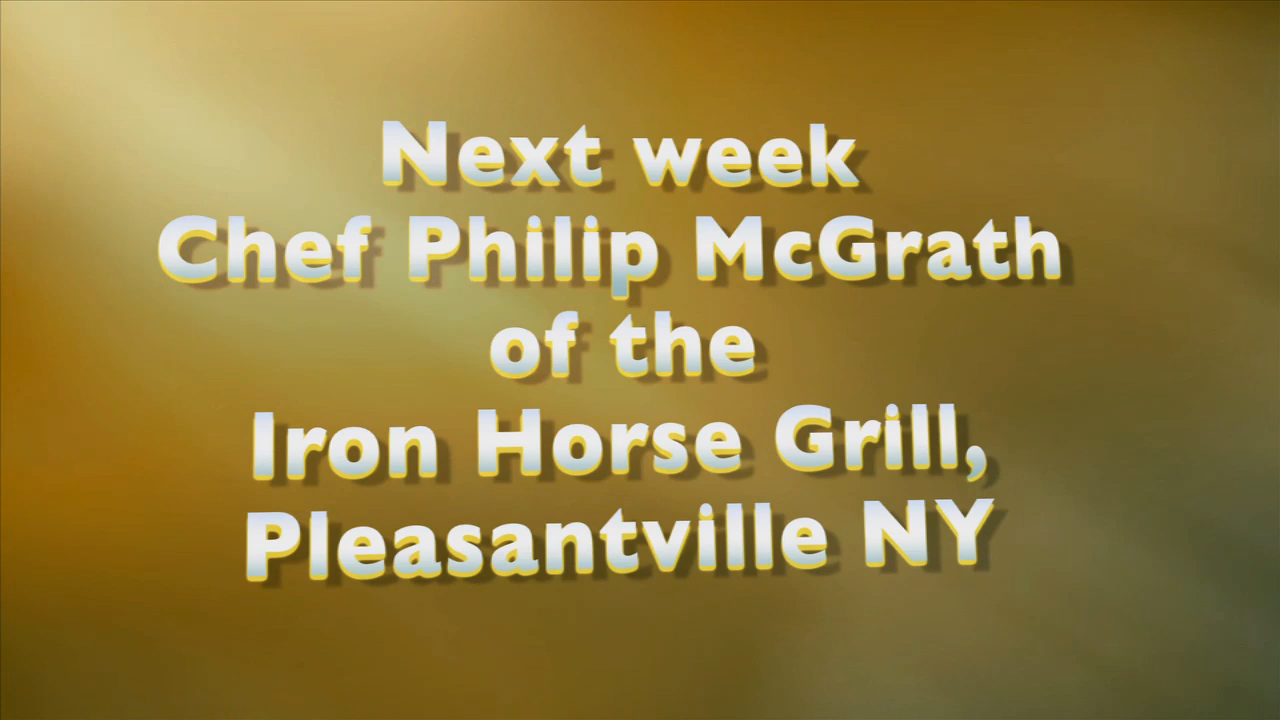 Next week
Chef Philip McGrath
of the
Iron Horse Grill,
Pleasantville NY